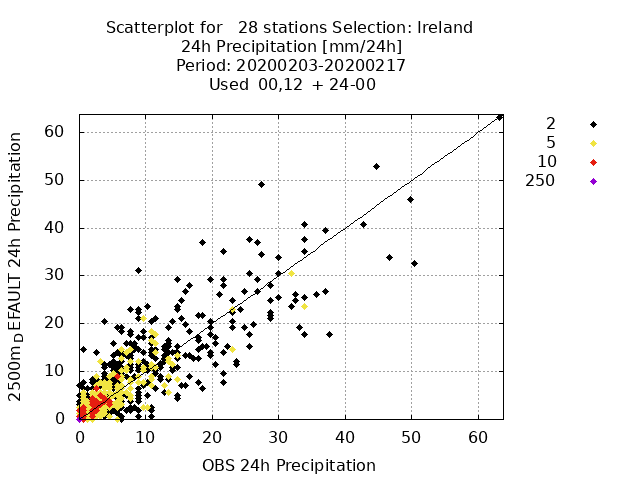 Scatterplot for 28 stations Selection: Ireland
24h Precipitation [mm/24h]
Period: 20200203-20200217
Used 00,12 + 24-00
2
5
10
250
2500m_DEFAULT 24h Precipitation
60
50
40
30
20
10
0
0 10 20 30 40 50 60
OBS 24h Precipitation